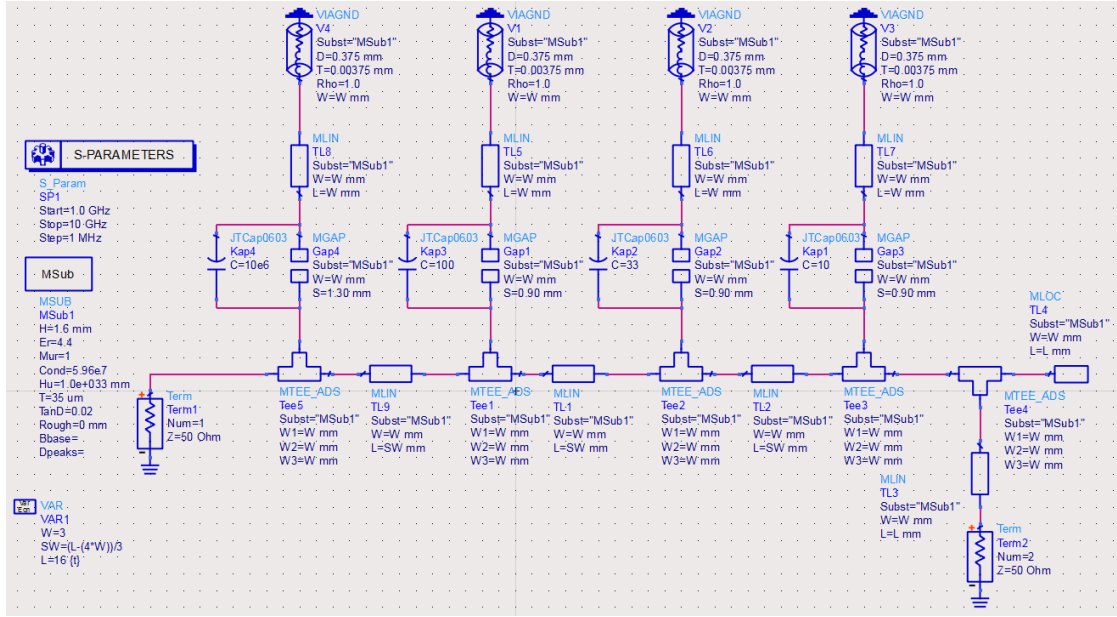 VIAGND
V4
Subst="MSub1"
D=0.375 mm
T=0.00375 mm
Rho=1.0
W=W mm
VIAGND
V1
Subst="MSub1"
D=0.375 mm
T=0.00375 mm
Rho=1.0
W=W mm
VIAGND
V2
Subst="MSub1"
D=0.375 mm
T=0.00375 mm
Rho=1.0
W=W mm
VIAGND
V3
Subst="MSub1"
D=0.375 mm
T=0.00375 mm
Rho=1.0
W=W mm
S-PARAMETERS
S_Param
SP1
Start=1.0 GHz
Stop=10 GHz
Step=1 MHz
MLIN
TL8
Subst="MSub1"
W=W mm
L=W mm
MLIN
TL5
Subst="MSub1"
W=W mm
L=W mm
MLIN
TL6
Subst="MSub1"
W=W mm
L=W mm
MLIN
TL7
Subst="MSub1"
W=W mm
L=W mm
JTCap0603
Kap4
C=10e6
MGAP
Gap4
Subst="MSub1"
W=W mm
S=1.30 mm
JTCap0603
Kap3
C=100
MGAP
Gap1
Subst="MSub1"
W=W mm
S=0.90 mm
JTCap0603
Kap2
C=33
MGAP
Gap2
Subst="MSub1"
W=W mm
S=0.90 mm
JTCap0603
Kap1
C=10
MGAP
Gap3
Subst="MSub1"
W=W mm
S=0.90 mm
MSub
MSUB
MSub1
H=1.6 mm
Er=4.4
Mur=1
Cond=5.96e7
Hu=1.0e+033 mm
T=35 um
TanD=0.02
Rough=0 mm
Bbase=
Dpeaks=
MLOC
TL4
Subst="MSub1"
W=W mm
L=L mm
Term
Term1
Num=1
Z=50 Ohm
MTEE_ADS
Tee5
Subst="MSub1"
W1=W mm
W2=W mm
W3=W mm
MLIN
TL9
Subst="MSub1"
W=W mm
L=SW mm
MTEE_ADS
Tee1
Subst="MSub1"
W1=W mm
W2=W mm
W3=W mm
MLIN
TL1
Subst="MSub1"
W=W mm
L=SW mm
MTEE_ADS
Tee2
Subst="MSub1"
W1=W mm
W2=W mm
W3=W mm
MLIN
TL2
Subst="MSub1"
W=W mm
L=SW mm
MTEE_ADS
Tee3
Subst="MSub1"
W1=W mm
W2=W mm
W3=W mm
MTEE_ADS
Tee4
Subst="MSub1"
W1=W mm
W2=W mm
W3=W mm
MLIN
TL3
Subst="MSub1"
W=W mm
L=L mm
Term
Term2
Num=2
Z=50 Ohm
Var
Eqn
VAR
VAR1
W=3
SW=(L-(4*W))/3
L=16 {t}